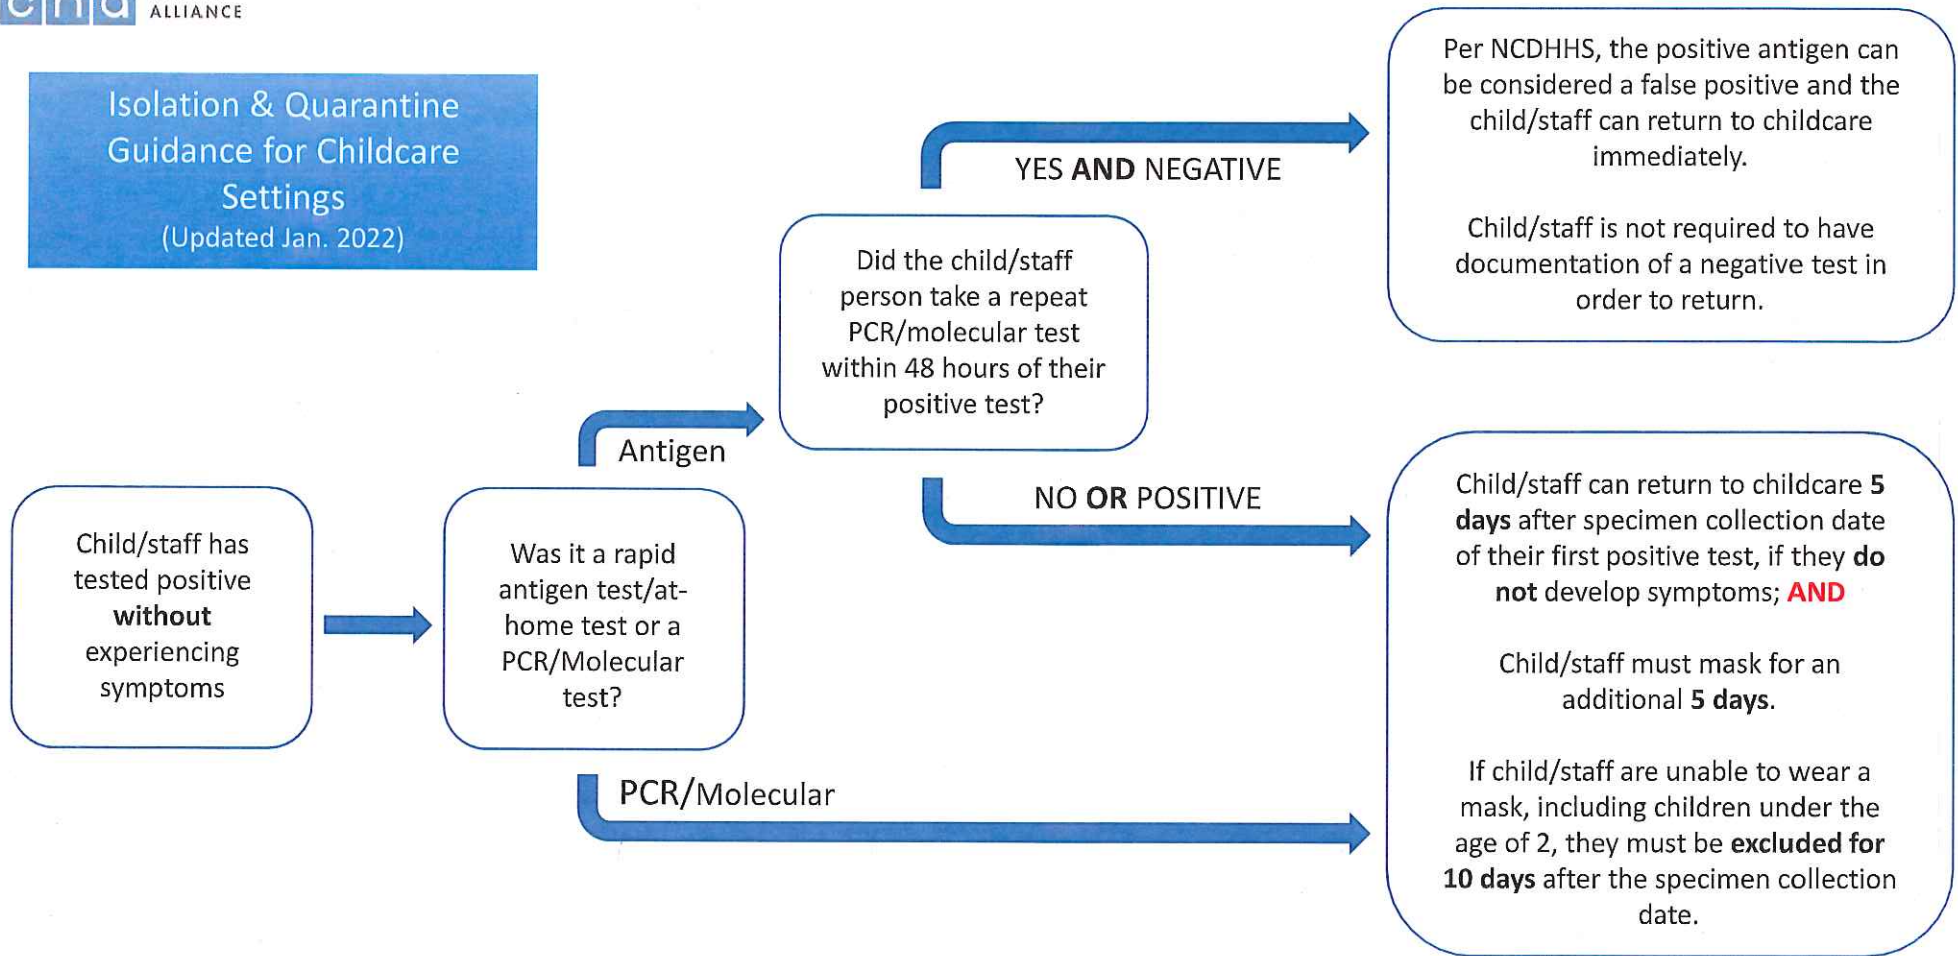 ALLIANCE
Isolation & Quarantine
Guidance for Childcare
Settings
(Updated Jan. 2022)
Child/staff has
tested positive
without
experiencing
symptoms
Was it a rapid
antigen test/at-
home test or a
PCR/Molecular
test?
Antigen
PCR/Molecular
Did the child/staff
person take a repeat
PCR/molecular test
within 48 hours of their
positive test?
YES AND NEGATIVE
NO OR POSITIVE
Per NCDHHS, the positive antigen can
be considered a false positive and the
child/staff can return to childcare
immediately.
Child/staff is not required to have
documentation of a negative test in
order to return.
Child/staff can return to childcare 5
days after specimen collection date
of their first positive test, if they do
not develop symptoms; AND
Child/staff must mask for an
additional 5 days.
If child/staff are unable to wear a
mask, including children under the
age of 2, they must be excluded for
10 days after the specimen collection
date.